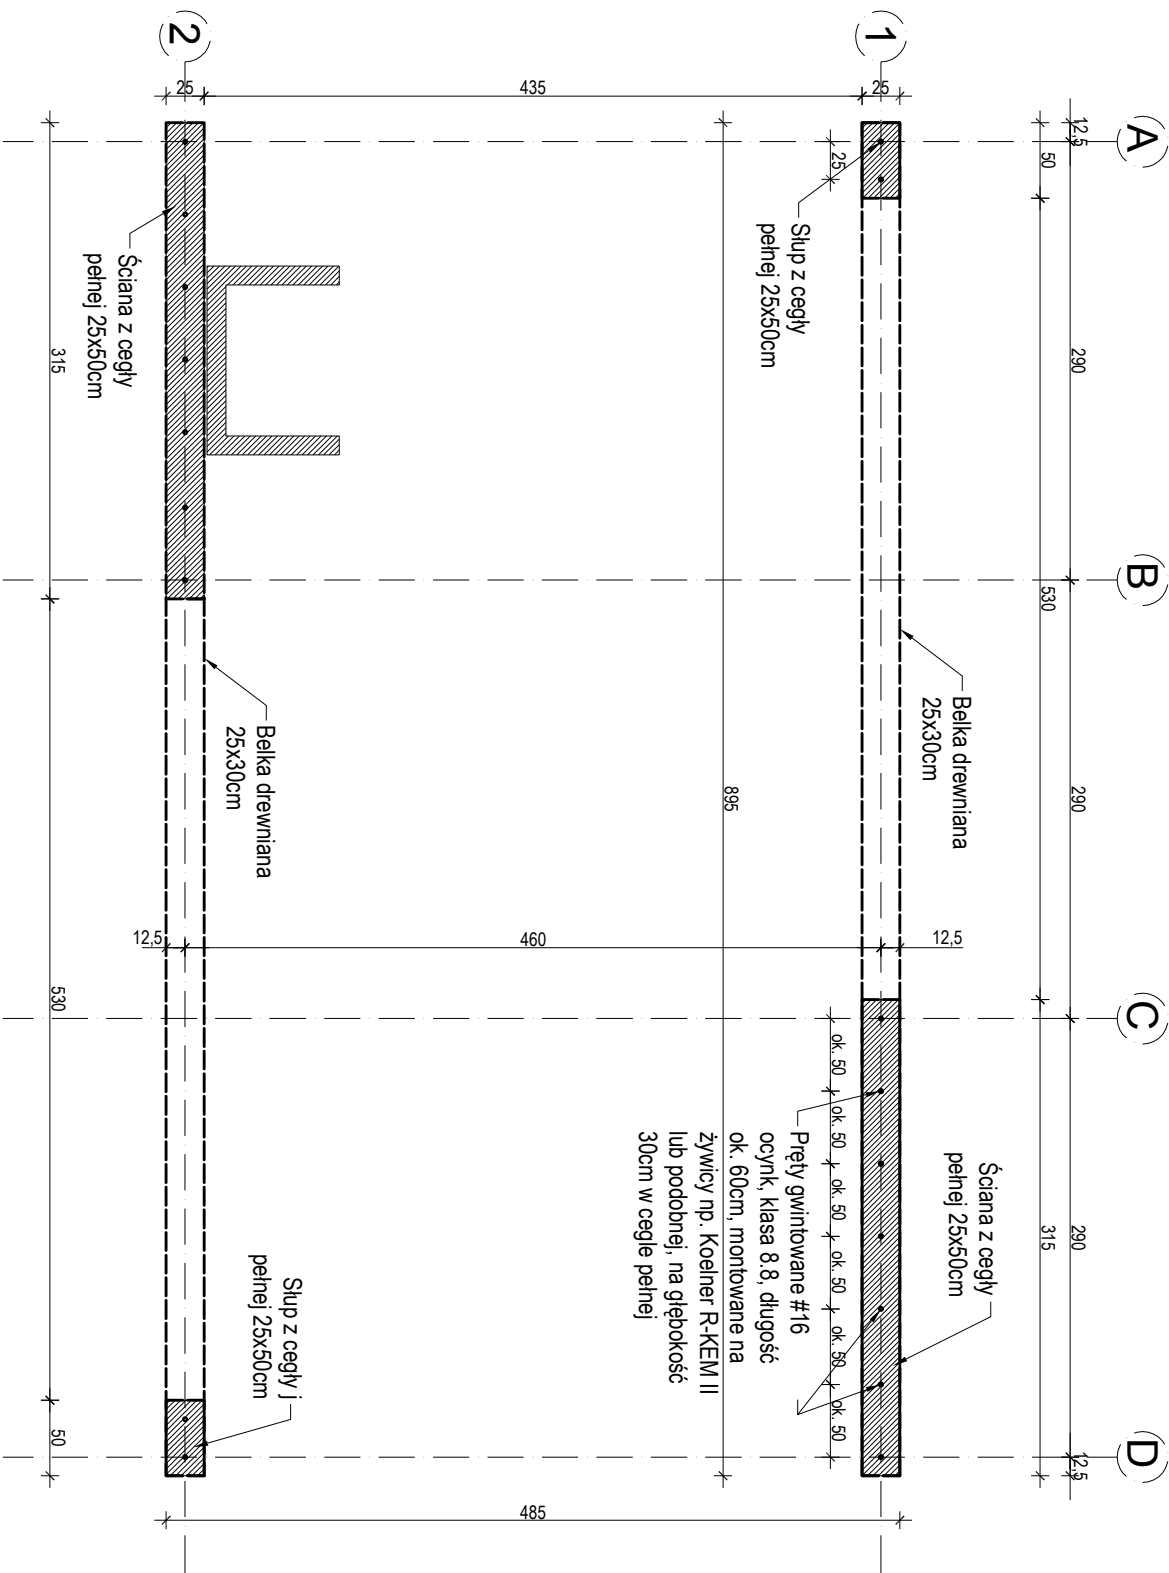 A
B
C
D
12,5
290
290
290
12,5
50
530
315
1
25
435
25
2
25
Słup z cegły
pełnej 25x50cm
Belka drewniana
25x30cm
Ściana z cegły
pełnej 25x50cm
ok. 50
ok. 50
ok. 50
ok. 50
ok. 50
ok. 50
Pręty gwintowane #16
ocynk, klasa 8.8, długość
ok. 60cm, montowane na
żywicy np. Koelner R-KEM II
lub podobnej, na głębokość
30cm w cegle pełnej
895
12,5
460
12,5
485
Ściana z cegły
pełnej 25x50cm
Belka drewniana
25x30cm
Słup z cegły j
pełnej 25x50cm
315
530
50